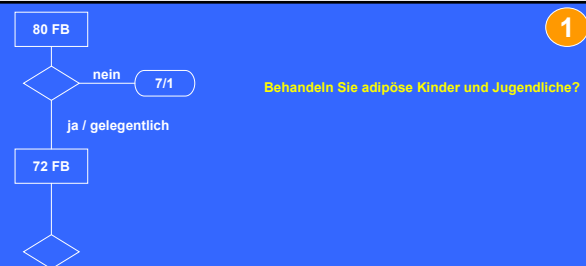 80 FB
1
nein
7/1
Behandeln Sie adipöse Kinder und Jugendliche?
ja / gelegentlich
72 FB